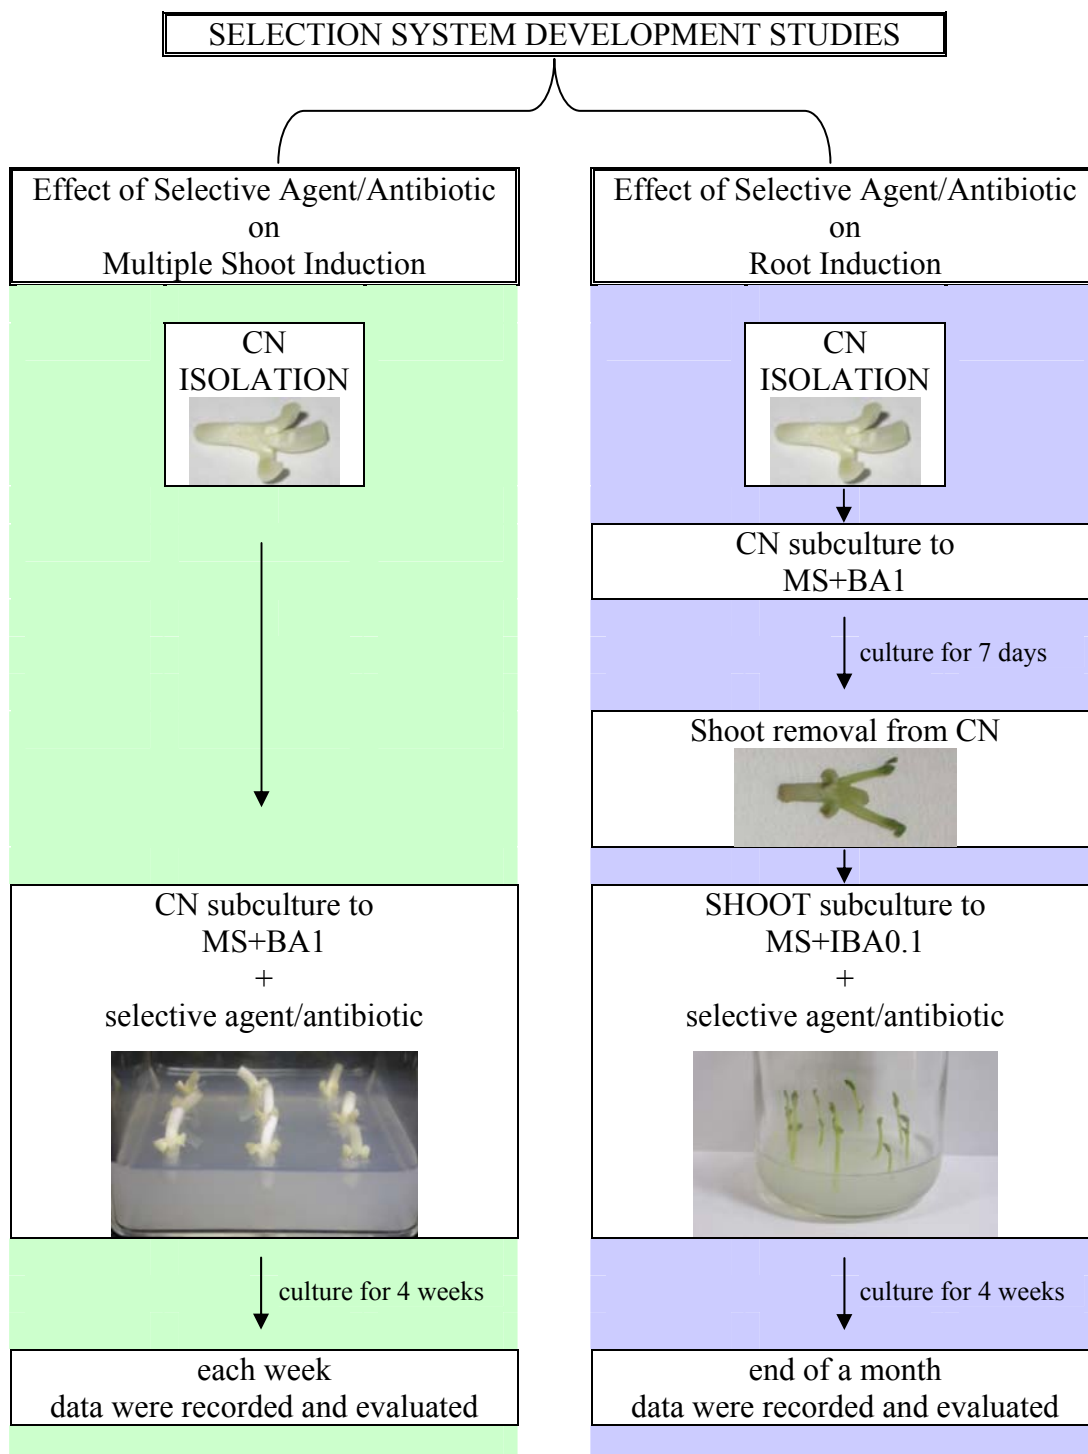 SELECTION SYSTEM DEVELOPMENT STUDIES
Effect of Selective Agent/Antibiotic
on
Multiple Shoot Induction
CN
ISOLATION
CN subculture to
MS+BA1
+
selective agent/antibiotic
culture for 4 weeks
each week
data were recorded and evaluated
Effect of Selective Agent/Antibiotic
on
Root Induction
CN
ISOLATION
CN subculture to
MS+BA1
culture for 7 days
Shoot removal from CN
SHOOT subculture to
MS+IBA0.1
+
selective agent/antibiotic
culture for 4 weeks
end of a month
data were recorded and evaluated